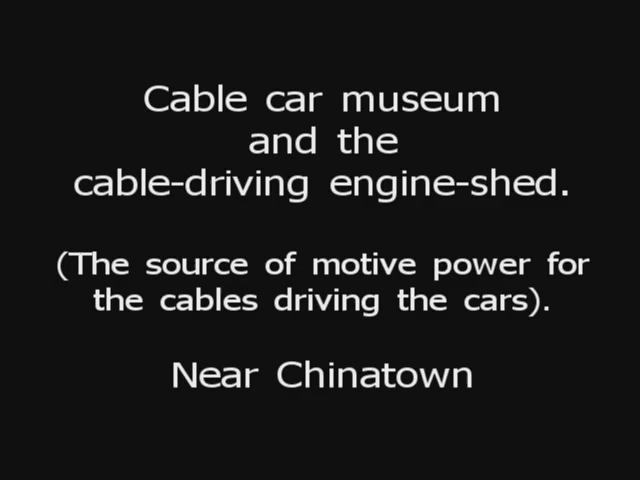 Cable car museum
and the
cable-driving engine-shed.
(The source of motive power for
the cables driving the cars).
Near Chinatown